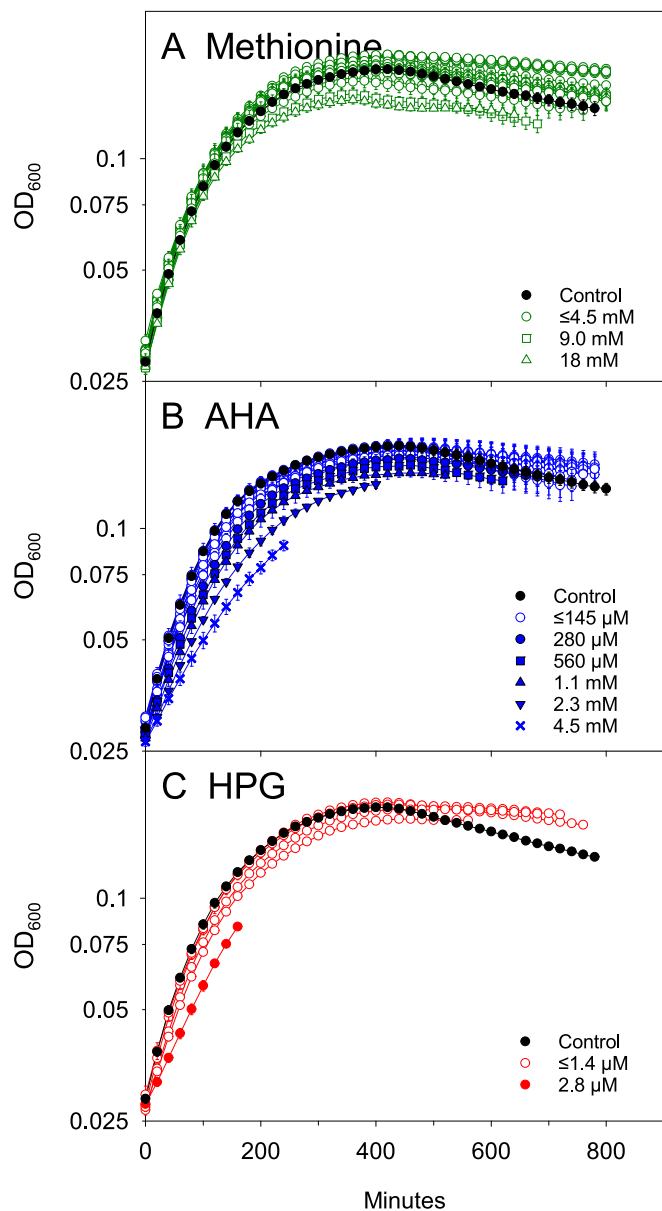 A Methionine
0.1
0.075
0.05
0.025
OD600
Control
≤4.5 mM
9.0 mM
18 mM
B AHA
0.1
0.075
0.05
0.025
OD600
Control
≤145 µM
280 µM
560 µM
1.1 mM
2.3 mM
4.5 mM
C HPG
0.1
0.075
0.05
0.025
OD600
Control
≤1.4 µM
2.8 µM
0 200 400 600 800
Minutes